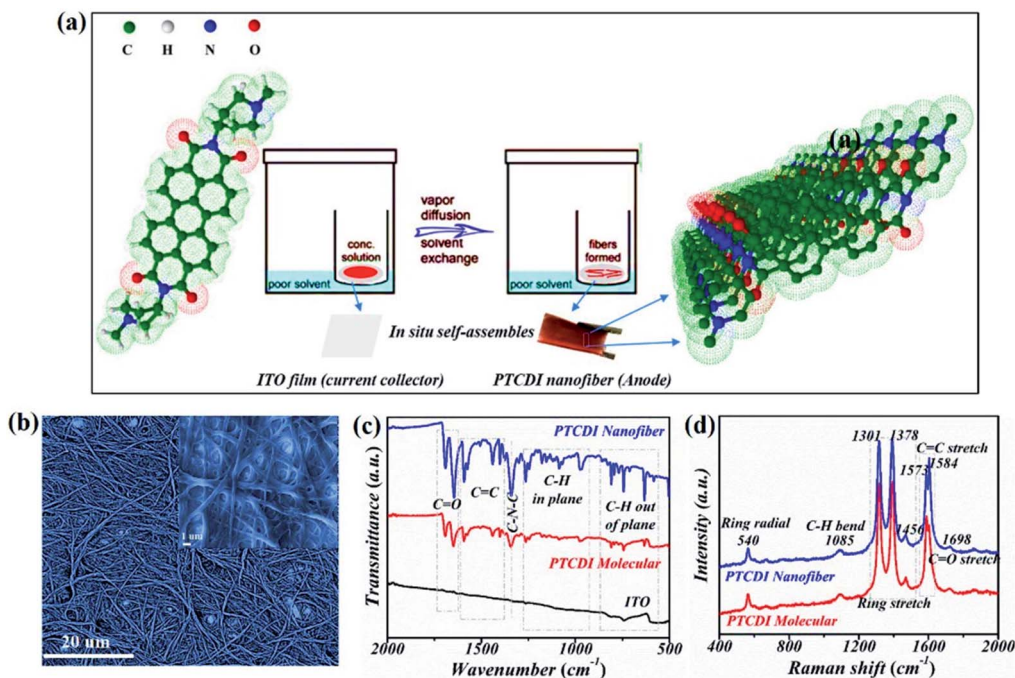 (a)
C H N O
(a)
vapor
diffusion
solvent
exchange
conc.
solution
poor solvent
fibers
formed
poor solvent
In situ self-assembles
ITO film (current collector)
PTCDI nanofiber (Anode)
(b)
1 um
20 um
(c)
PTCDI Nanofiber
C=O
C=C
C-N-C
C-H
in plane
C-H out
of plane
PTCDI Molecular
ITO
Transmittance (a.u.)
2000 1500 1000 500
Wavenumber (cm-1)
(d)
1301 1378
C=C stretch
1573 1584
Ring radial
540
C-H bend
1085
1456
1698
PTCDI Nanofiber
C=O stretch
Ring stretch
PTCDI Molecular
Intensity (a.u.)
400 800 1200 1600 2000
Raman shift (cm-1)